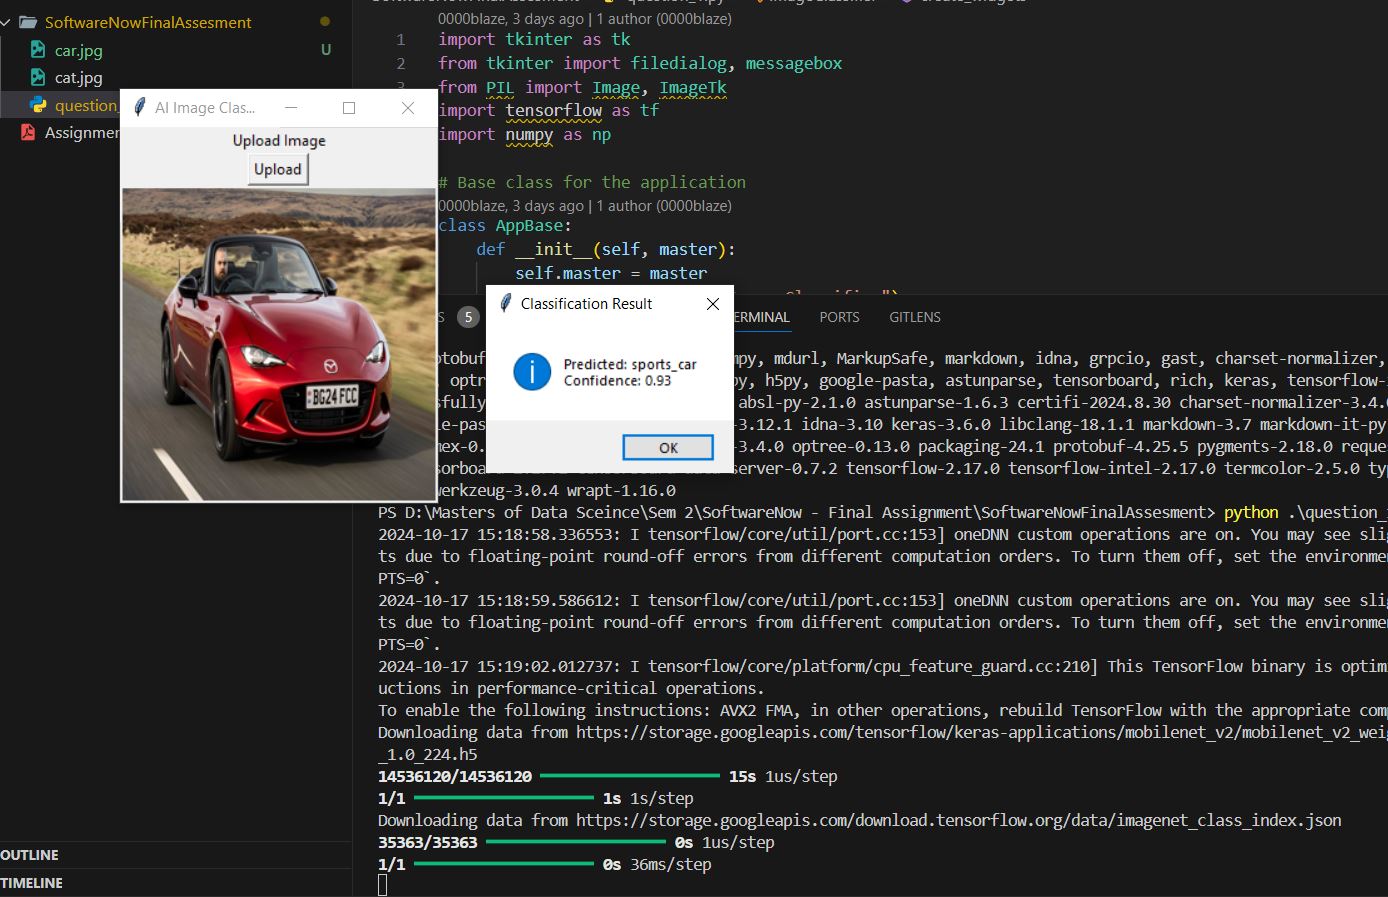 SoftwareNowFinalAssesment
car.jpg U
cat.jpg
question_
Assignmen
0000blaze, 3 days ago | 1 author (0000blaze)
1 import tkinter as tk
2 from tkinter import filedialog, messagebox
3 from PIL import Image, ImageTk
import tensorflow as tf
import numpy as np
# Base class for the application
0000blaze, 3 days ago | 1 author (0000blaze)
class AppBase:
def __init__(self, master):
self.master = master
AI Image Clas...
Upload Image
Upload
BG24 FCC
Classification Result
Predicted: sports_car
Confidence: 0.93
OK
S 5 ERMINAL PORTS GITLENS
otobuf mpy, mdurl, MarkupSafe, markdown, idna, grpcio, gast, charset-normalizer,
, optr py, h5py, google-pasta, astunparse, tensorboard, rich, keras, tensorflow-
sfully absl-py-2.1.0 astunparse-1.6.3 certifi-2024.8.30 charset-normalizer-3.4.0
le-pas -3.12.1 idna-3.10 keras-3.6.0 libclang-18.1.1 markdown-3.7 markdown-it-py
mex-0. -3.4.0 optree-0.13.0 packaging-24.1 protobuf-4.25.5 pygments-2.18.0 reque
sorboard server-0.7.2 tensorflow-2.17.0 tensorflow-intel-2.17.0 termcolor-2.5.0 ty
werkzeug-3.0.4 wrapt-1.16.0
PS D:\Masters of Data Sceince\Sem 2\SoftwareNow - Final Assignment\SoftwareNowFinalAssesment> python .\question_
2024-10-17 15:18:58.336553: I tensorflow/core/util/port.cc:153] oneDNN custom operations are on. You may see slig
ts due to floating-point round-off errors from different computation orders. To turn them off, set the environme
PTS=0`.
2024-10-17 15:18:59.586612: I tensorflow/core/util/port.cc:153] oneDNN custom operations are on. You may see slig
ts due to floating-point round-off errors from different computation orders. To turn them off, set the environme
PTS=0`.
2024-10-17 15:19:02.012737: I tensorflow/core/platform/cpu_feature_guard.cc:210] This TensorFlow binary is optimi
uctions in performance-critical operations.
To enable the following instructions: AVX2 FMA, in other operations, rebuild TensorFlow with the appropriate comp
Downloading data from https://storage.googleapis.com/tensorflow/keras-applications/mobilenet_v2/mobilenet_v2_weig
_1.0_224.h5
14536120/14536120 15s 1us/step
1/1 1s 1s/step
Downloading data from https://storage.googleapis.com/download.tensorflow.org/data/imagenet_class_index.json
35363/35363 0s 1us/step
1/1 0s 36ms/step
OUTLINE
TIMELINE